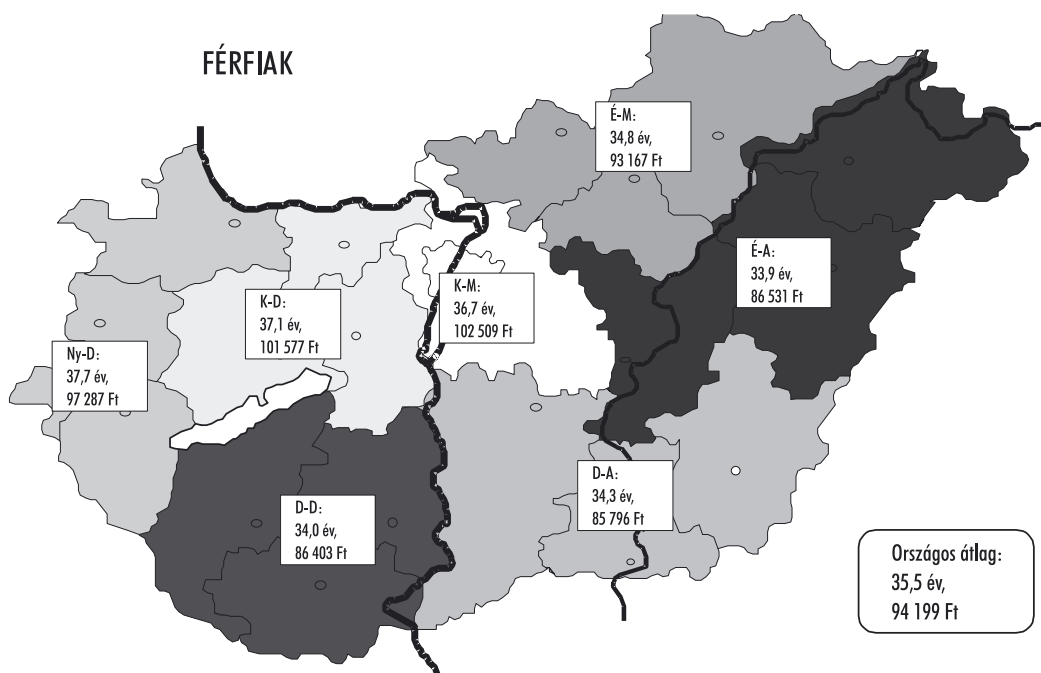 FÉRFIAK
É-M:
34,8 év,
93 167 Ft
É-A:
33,9 év,
86 531 Ft
K-D:
37,1 év,
101 577 Ft
K-M:
36,7 év,
102 509 Ft
Ny-D:
37,7 év,
97 287 Ft
D-A:
34,3 év,
85 796 Ft
D-D:
34,0 év,
86 403 Ft
Országos átlag:
35,5 év,
94 199 Ft